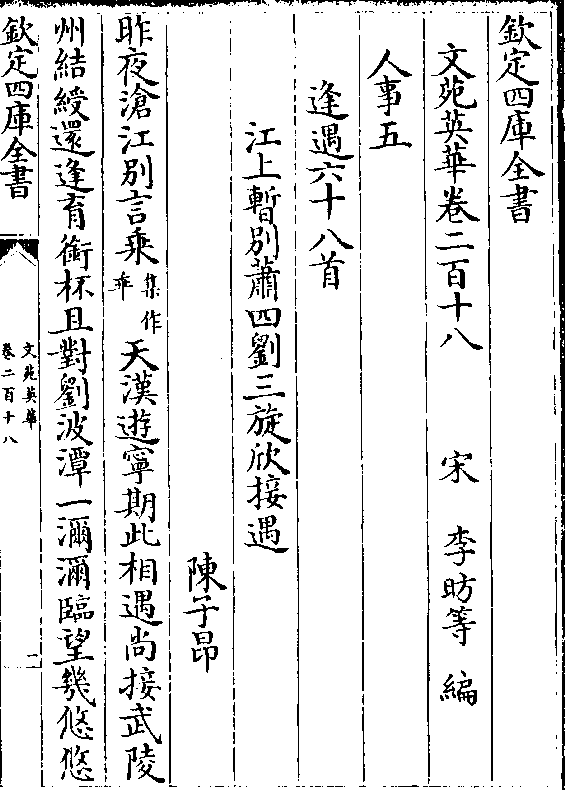 欽定四庫全書
文苑英華卷二百十八 宋 李昉等 編
人事五
逢遇六十八首
江上暫別蕭四劉三旋欣接遇
陳子昂
昨夜滄江別言乘集作乖天漢遊寧期此相遇尚接武陵
州結綬還逢育銜杯且對劉波潭一瀰瀰臨望幾悠悠
欽定四庫全書
文苑英華
卷二百十八
一